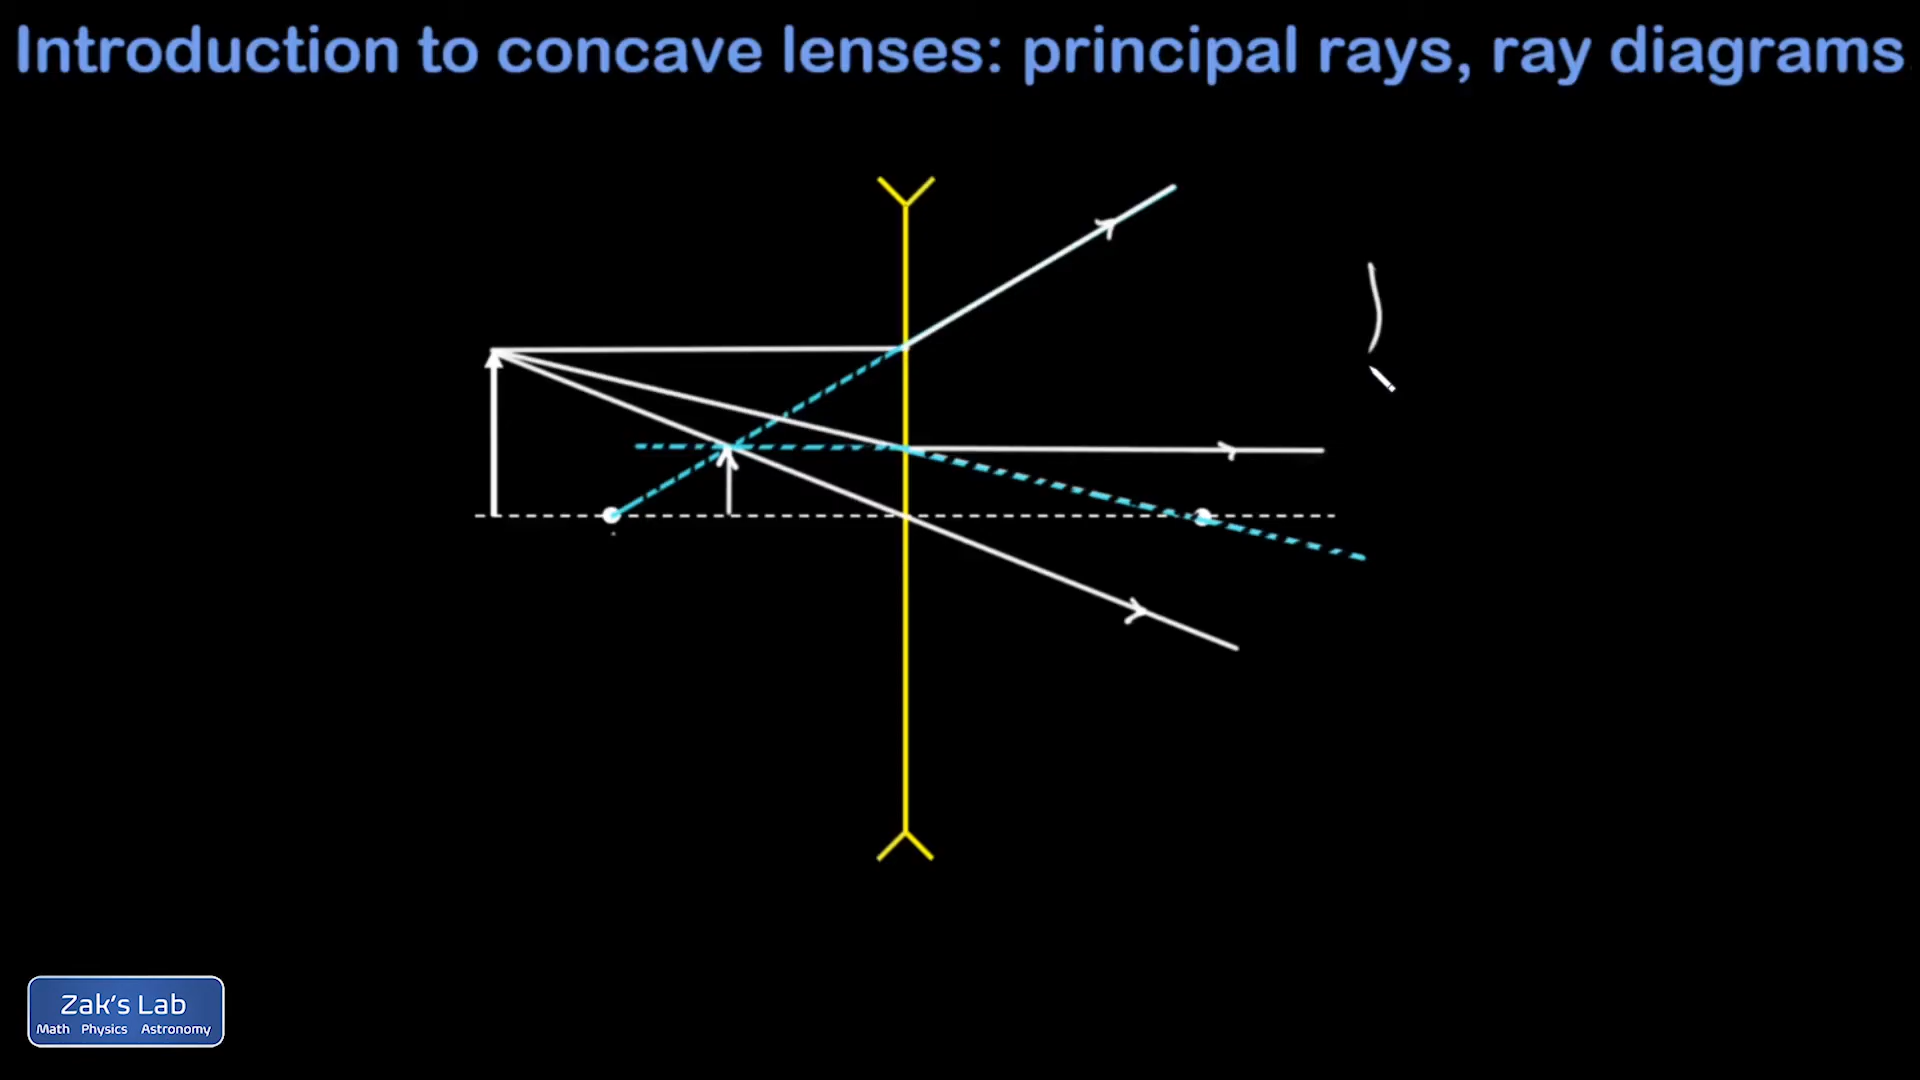 Introduction to concave lenses: principal rays, ray diagrams
Zak's Lab
Math Physics Astronomy